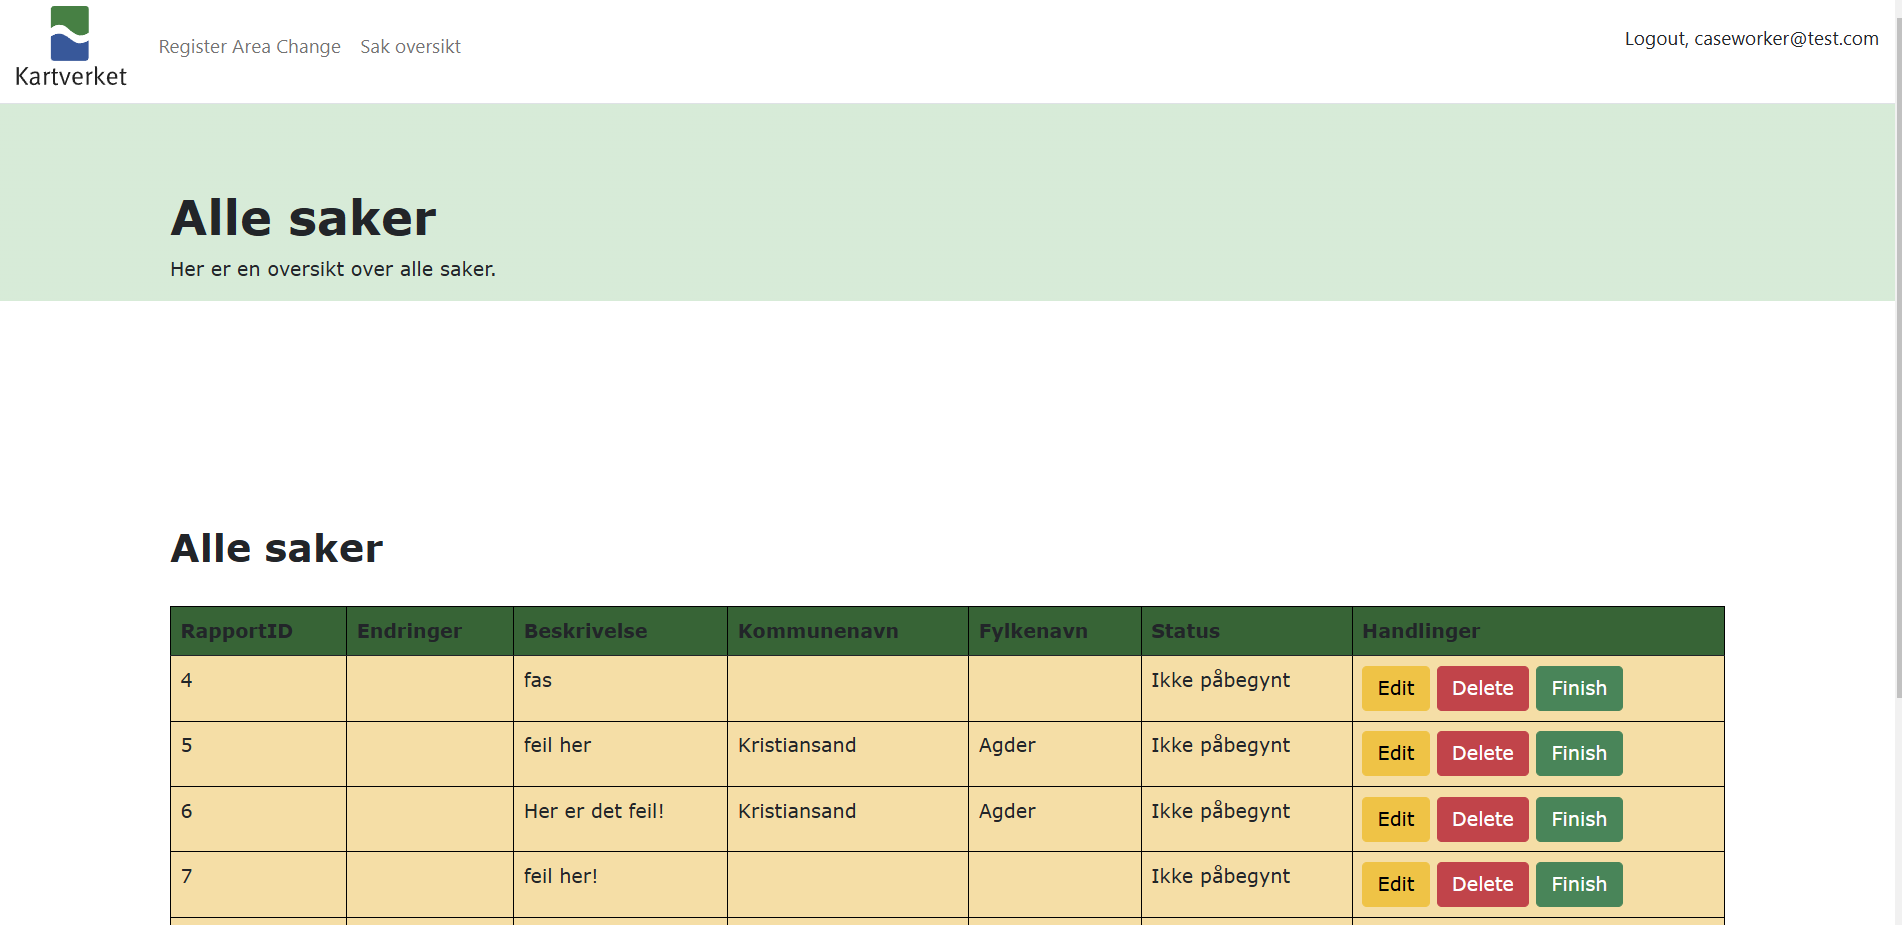 Kartverket
Register Area Change Sak oversikt
Logout, caseworker@test.com
Alle saker
Her er en oversikt over alle saker.
Alle saker
RapportID Endringer Beskrivelse Kommunenavn Fylkenavn Status Handlinger
4 fas Ikke påbegynt Edit Delete Finish
5 feil her Kristiansand Agder Ikke påbegynt Edit Delete Finish
6 Her er det feil! Kristiansand Agder Ikke påbegynt Edit Delete Finish
7 feil her! Ikke påbegynt Edit Delete Finish